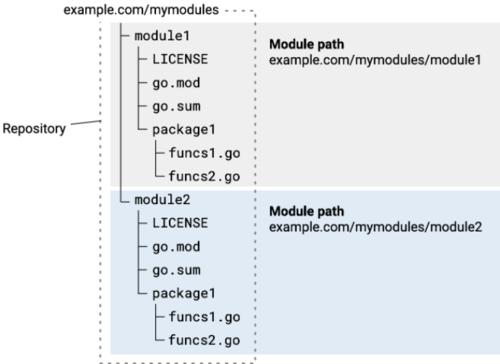 example.com/mymodules
module1
Module path
LICENSE
example.com/mymodules/module1
go.mod
go.sum
Repository
package1
funcs1.go
funcs2.go
module2
Module path
LICENSE
example.com/mymodules/module2
go.mod
go.sum
package1
funcs1.go
funcs2.go